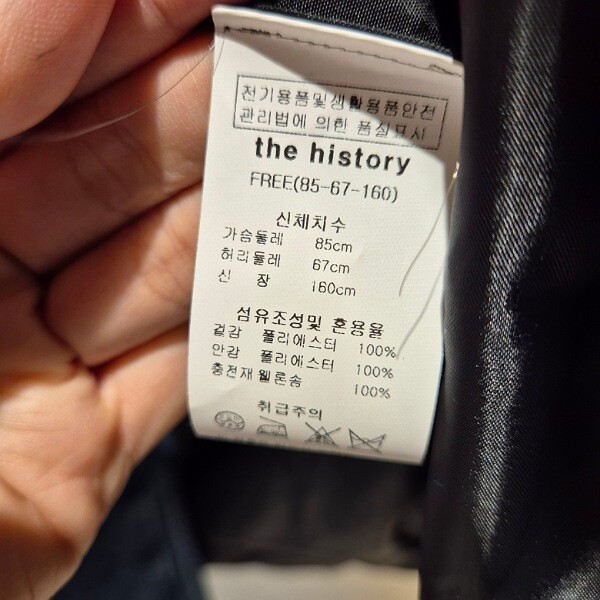 전기용품및생활용품안전
관리법에 의한 품질표시
the history
FREE(85-67-160)
신체치수
가슴둘레 85cm
허리둘레 67cm
신 장 160cm
섬유조성및 혼용율
겉감 폴리에스터 100%
안감 폴리에스터 100%
충전재 웰론솜 100%
취급주의